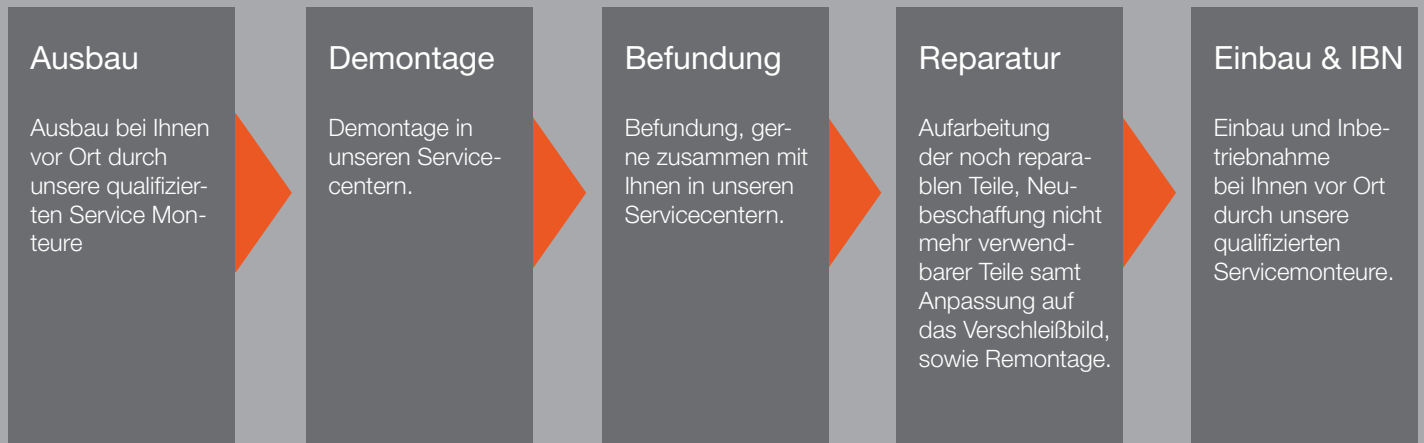 Ausbau
Ausbau bei Ihnen
vor Ort durch
unsere qualifizier-
ten Service Mon-
teure
Demontage
Demontage in
unseren Service-
centern.
Befundung
Befundung, ger-
ne zusammen mit
Ihnen in unseren
Servicecentern.
Reparatur
Aufarbeitung
der noch repara-
blen Teile, Neu-
beschaffung nicht
mehr verwend-
barer Teile samt
Anpassung auf
das Verschleißbild,
sowie Remontage.
Einbau & IBN
Einbau und Inbe-
triebnahme
bei Ihnen vor Ort
durch unsere
qualifizierten
Servicemonteure.